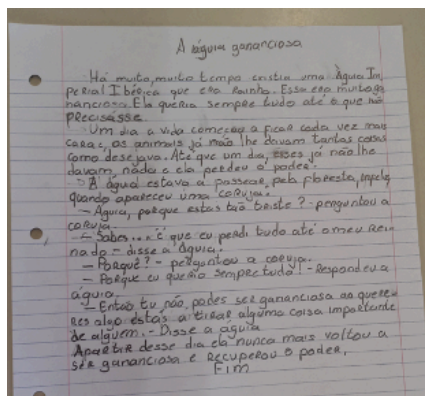 A águia gananciosa
Há muito, muito tempo existia uma Águia Im
perial Ibérica que era Rainha. Essa era muito ga
nanciosa. Ela queria sempre tudo até o que não
precisásse.
Um dia a vida começou a ficar cada vez mais
cara, os animais já não lhe davam tantas coisas
como desejava. Até que um dia, esses já não lhe
davam nada e ela perdeu o poder.
A águia estava a passear, pela floresta,
quando apareceu uma coruja.
- Águia, porque estás tão triste? - perguntou a
coruja.
- Sabes... é que eu perdi tudo até o meu Rei
nado - disse a águia.
- Porquê? - perguntou a coruja.
- Porque eu queria sempre tudo! - Respondeu a
águia.
- Então tu não podes ser gananciosa ao quere
res algo estás a tirar alguma coisa importante
de alguém. - Disse a águia
Apartir desse dia ela nunca mais voltou a
ser gananciosa e recuperou o poder.
Fim